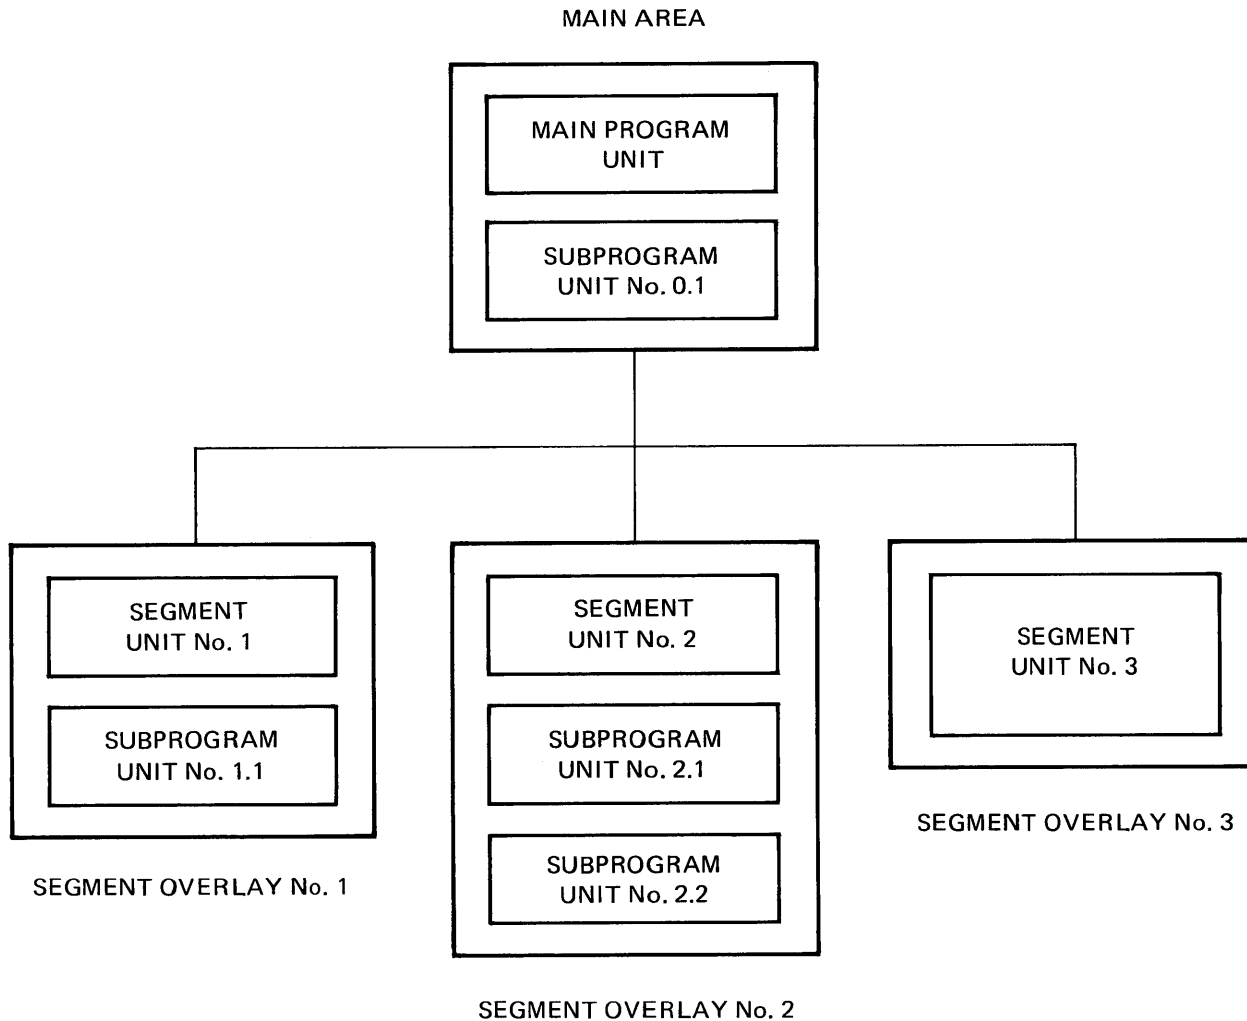 MAIN AREA
MAIN PROGRAM
UNIT
SUBPROGRAM
UNIT No. 0.1
SEGMENT
UNIT No. 1
SUBPROGRAM
UNIT No. 1.1
SEGMENT OVERLAY No. 1
SEGMENT
UNIT No. 2
SUBPROGRAM
UNIT No. 2.1
SUBPROGRAM
UNIT No. 2.2
SEGMENT OVERLAY No. 2
SEGMENT
UNIT No. 3
SEGMENT OVERLAY No. 3